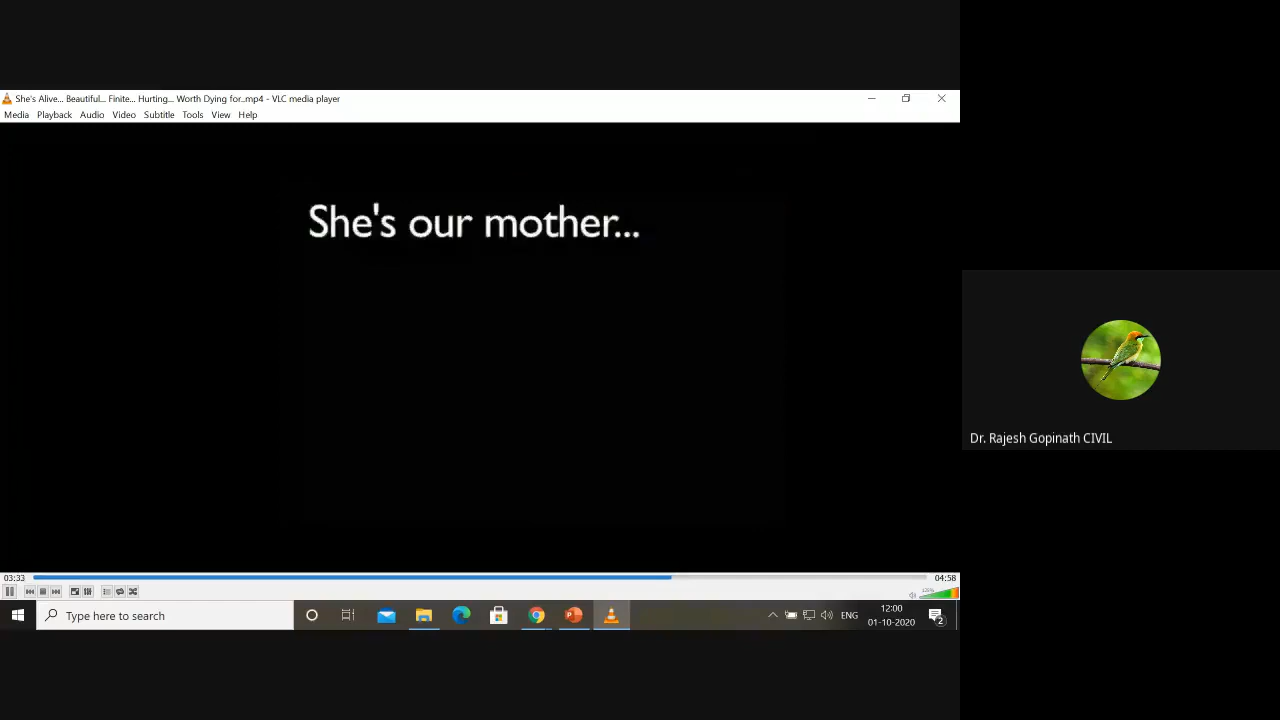 She's Alive... Beautiful... Finite... Hurting... Worth Dying for..mp4 - VLC media player
Media Playback Audio Video Subtitle Tools View Help
She's our mother...
Dr. Rajesh Gopinath CIVIL
03:33
04:58
Type here to search
ENG
12:00
01-10-2020
2